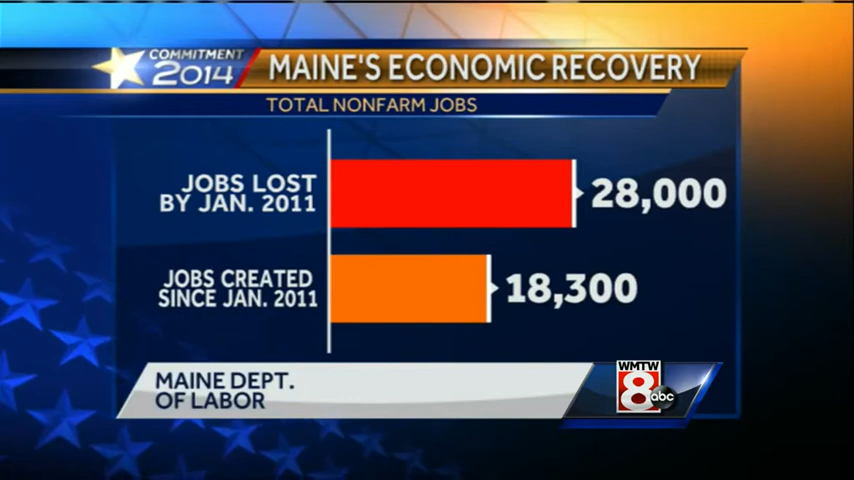 COMMITMENT
2014
MAINE'S ECONOMIC RECOVERY
TOTAL NONFARM JOBS
JOBS LOST
BY JAN. 2011
28,000
JOBS CREATED
SINCE JAN. 2011
18,300
MAINE DEPT.
OF LABOR
WMTW
8
abc